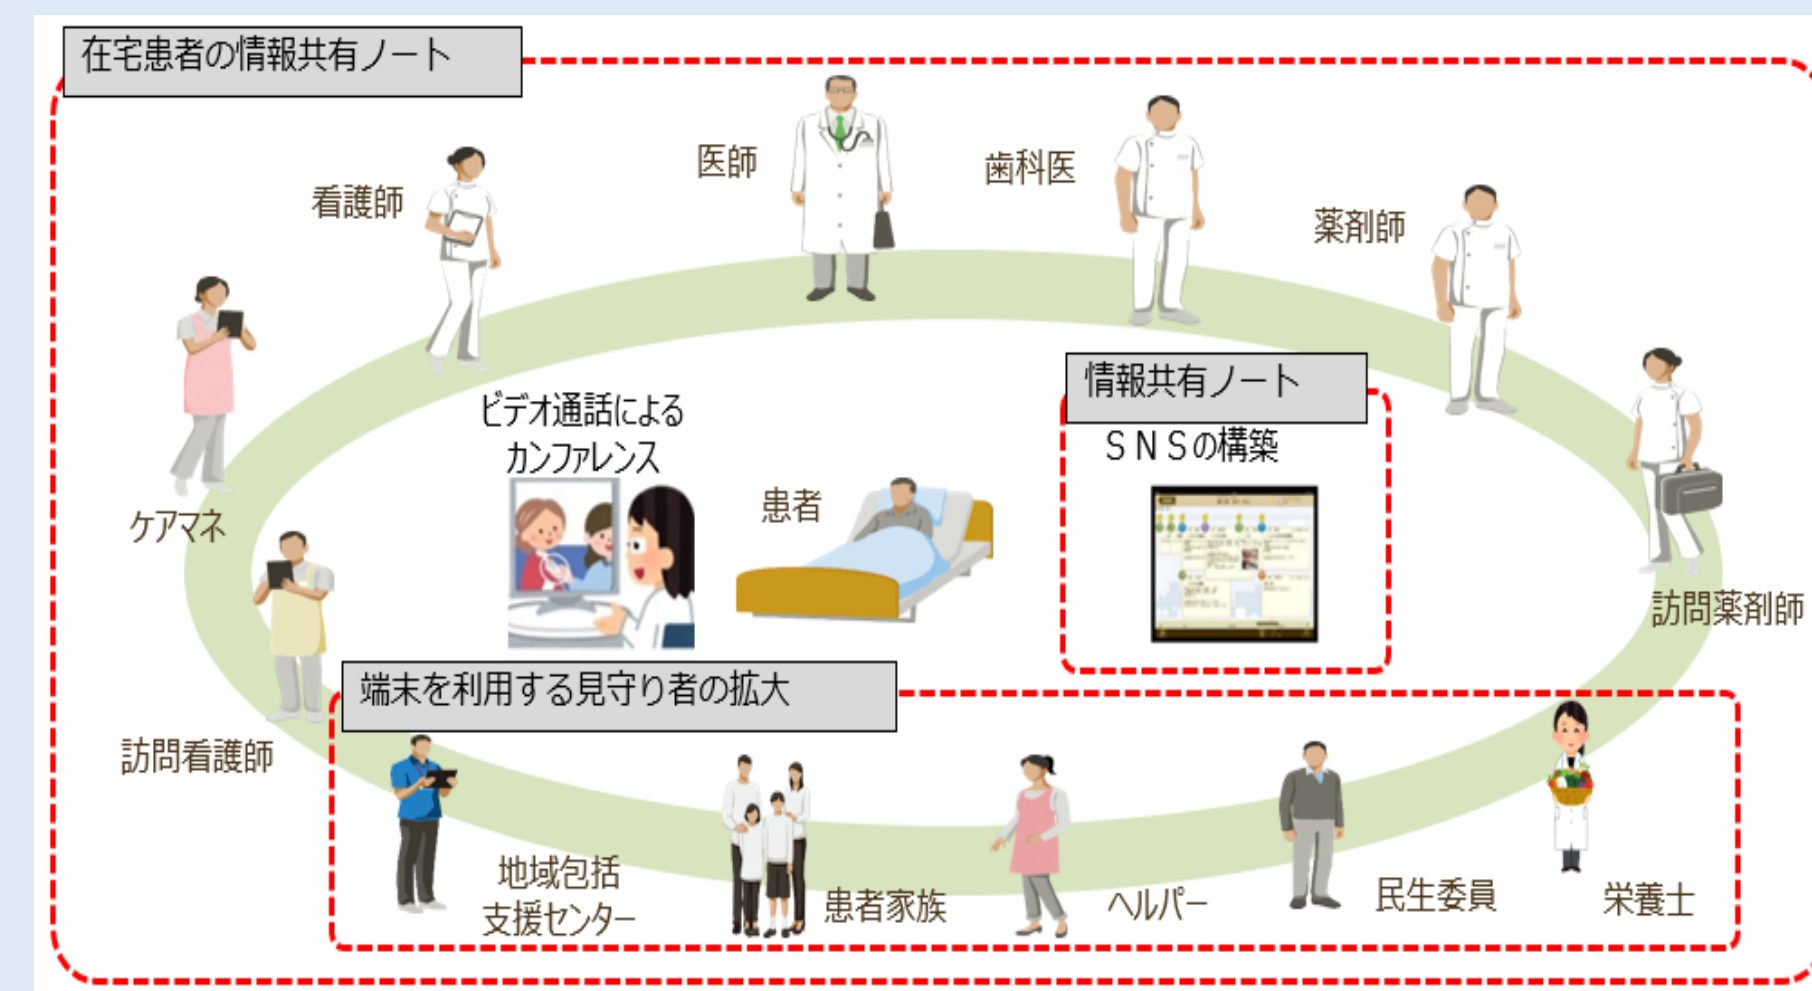 在宅患者の情報共有ノート
医師
歯科医
看護師
薬剤師
情報共有ノート
ビデオ通話による
カンファレンス
ＳＮＳの構築
患者
ケアマネ
訪問薬剤師
端末を利用する見守り者の拡大
訪問看護師
地域包括
支援センター
患者家族
ヘルパー
民生委員
栄養士